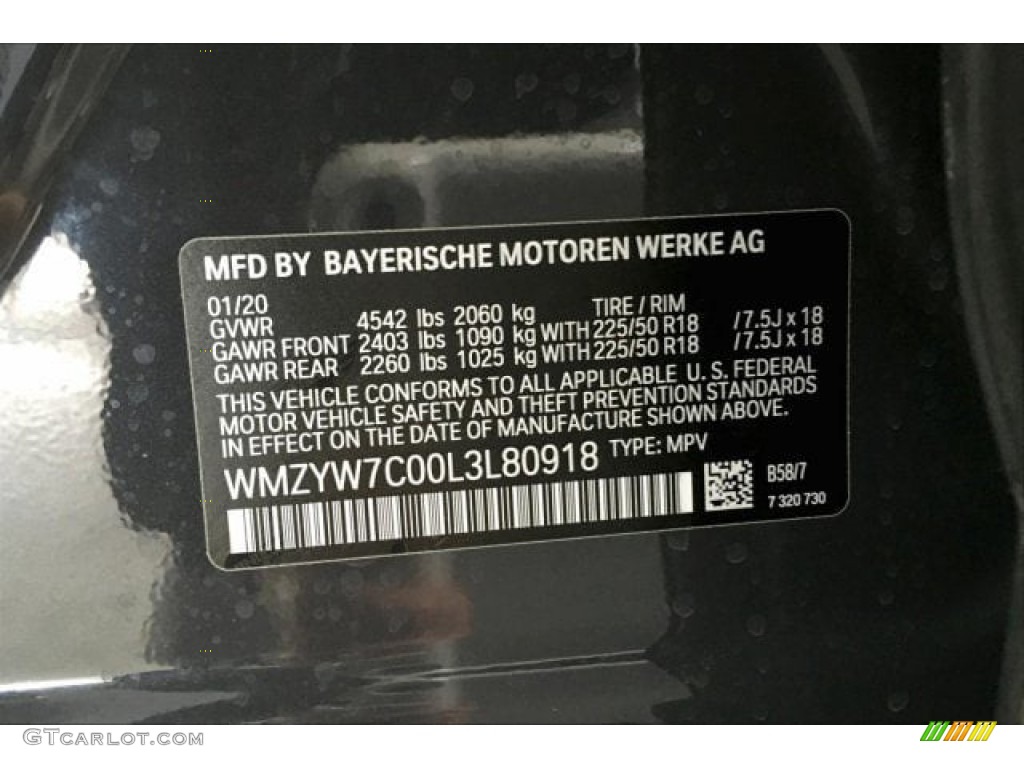 MFD BY BAYERISCHE MOTOREN WERKE AG
01/20 TIRE / RIM
GVWR 4542 lbs 2060 kg
GAWR FRONT 2403 lbs 1090 kg WITH 225/50 R18 /7.5J x 18
GAWR REAR 2260 lbs 1025 kg WITH 225/50 R18 /7.5J x 18
THIS VEHICLE CONFORMS TO ALL APPLICABLE U. S. FEDERAL
MOTOR VEHICLE SAFETY AND THEFT PREVENTION STANDARDS
IN EFFECT ON THE DATE OF MANUFACTURE SHOWN ABOVE.
WMZYW7C00L3L80918 TYPE: MPV
B58/7
7 320 730
GTCARLOT.COM